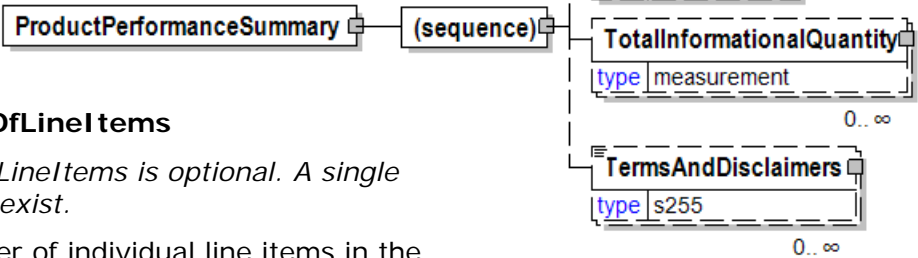 ProductPerformanceSummary
(sequence)
TotalInformationalQuantity
type measurement
0.. ∞
OfLineItems
LineItems is optional. A single
exist.
TermsAndDisclaimers
type s255
0.. ∞
er of individual line items in the